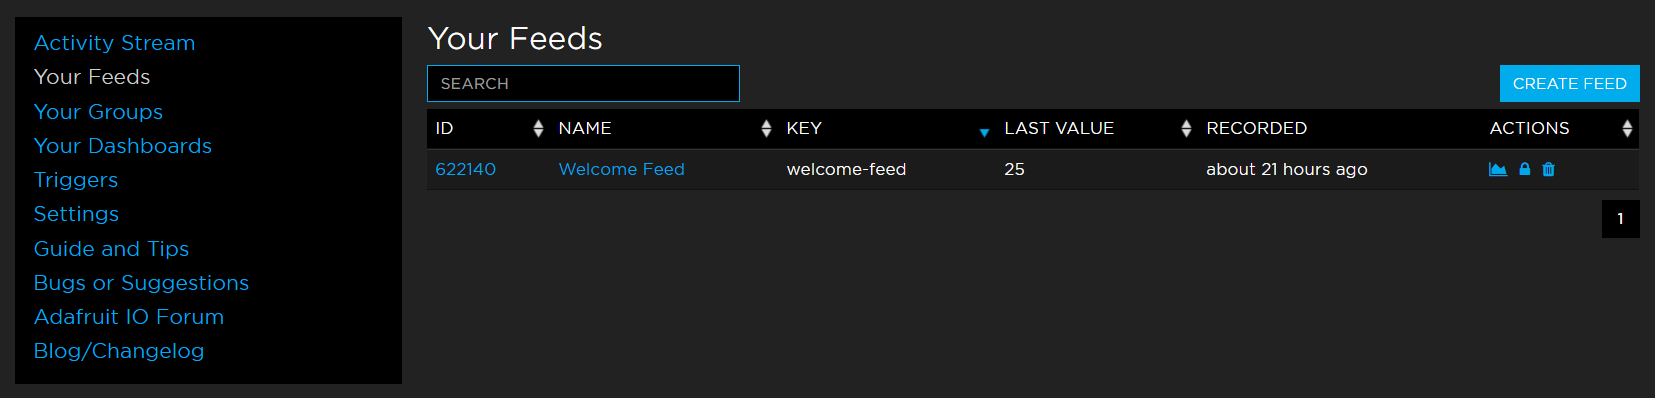 Activity Stream
Your Feeds
Your Groups
Your Dashboards
Triggers
Settings
Guide and Tips
Bugs or Suggestions
Adafruit IO Forum
Blog/Changelog
Your Feeds
SEARCH
CREATE FEED
ID NAME KEY LAST VALUE RECORDED ACTIONS
622140 Welcome Feed welcome-feed 25 about 21 hours ago
1